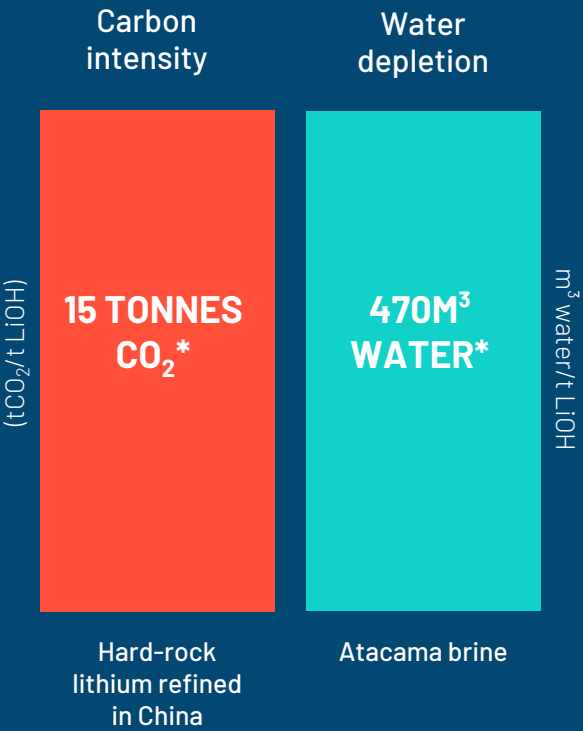 Carbon
intensity
Water
depletion
(tCO₂/t LiOH)
15 TONNES
CO₂*
470M³
WATER*
m³ water/t LiOH
Hard-rock
lithium refined
in China
Atacama brine